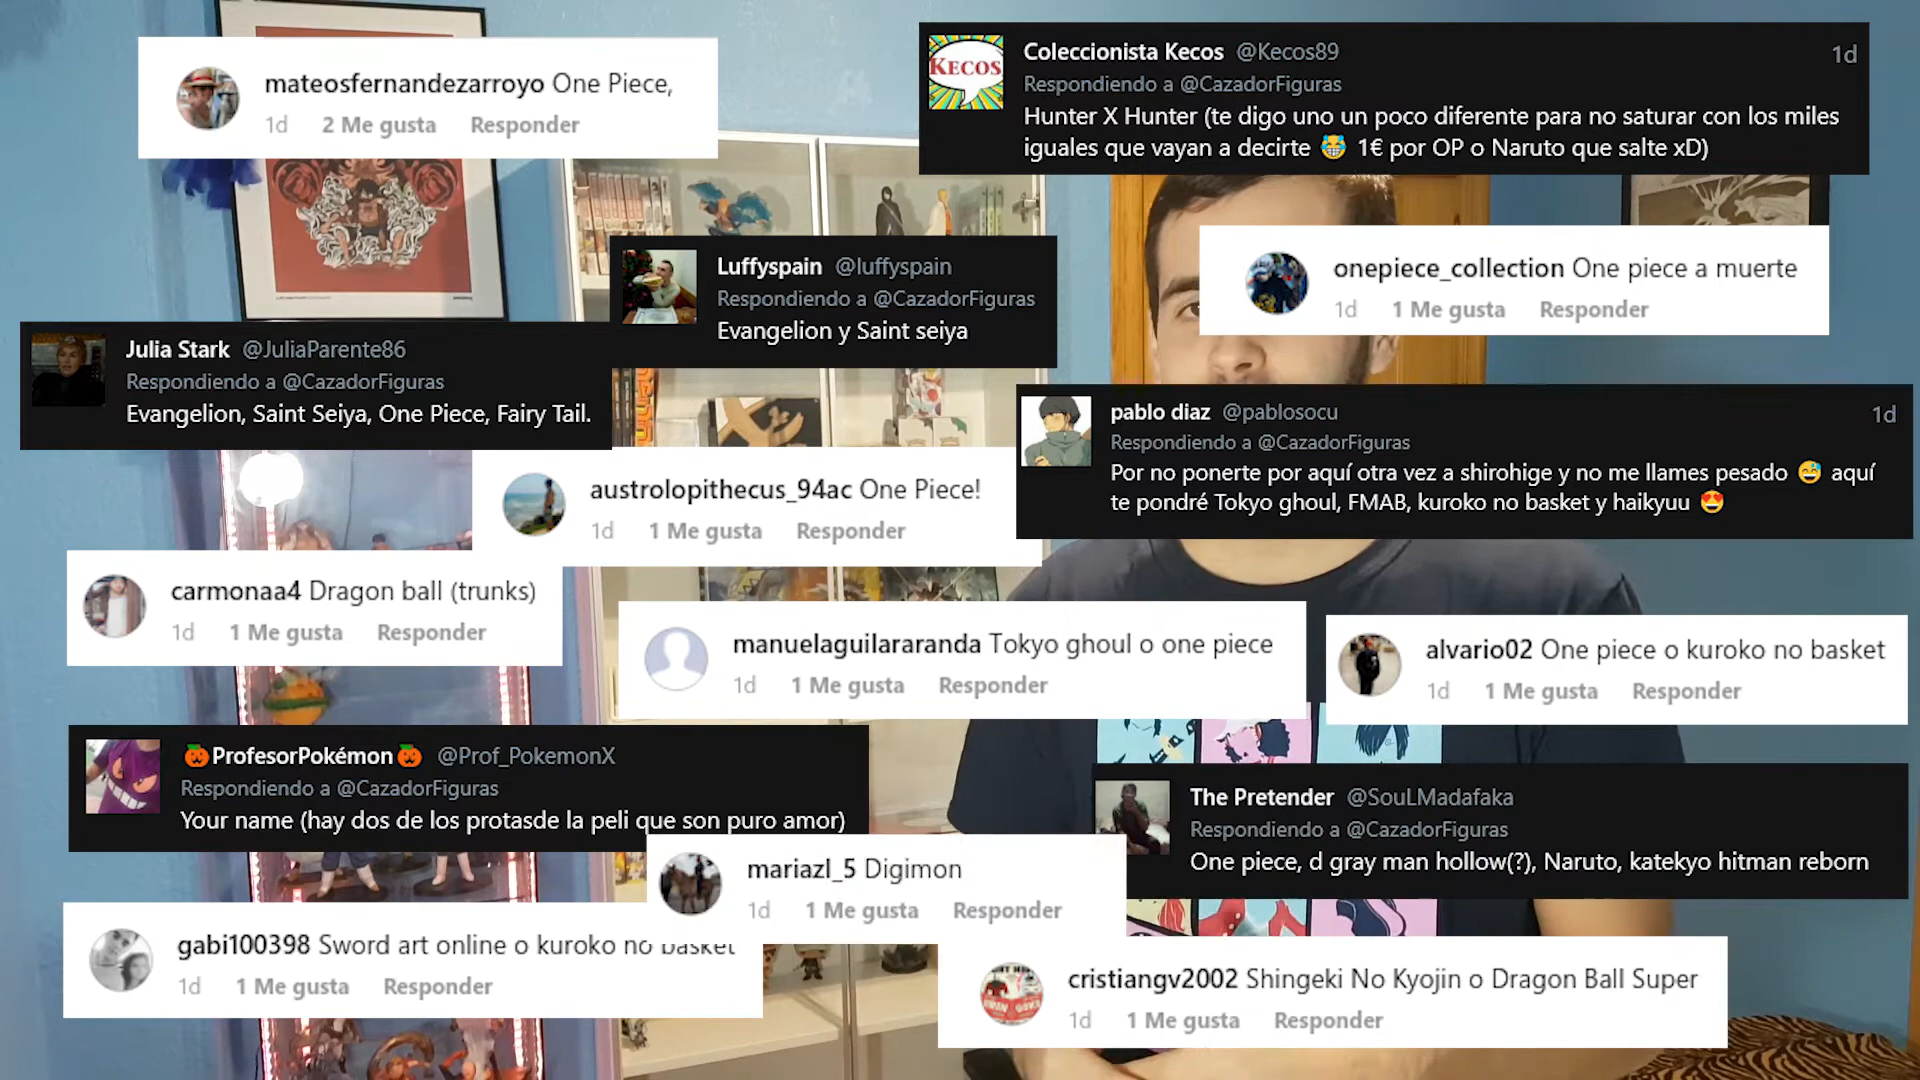 mateosfernandezarroyo One Piece,
1d 2 Me gusta Responder
KECOS
Coleccionista Kecos @Kecos89 1d
Respondiendo a @CazadorFiguras
Hunter X Hunter (te digo uno un poco diferente para no saturar con los miles
iguales que vayan a decirte 😹 1€ por OP o Naruto que salte xD)
Luffyspain @luffyspain
Respondiendo a @CazadorFiguras
Evangelion y Saint seiya
onepiece_collection One piece a muerte
1d 1 Me gusta Responder
Julia Stark @JuliaParente86
Respondiendo a @CazadorFiguras
Evangelion, Saint Seiya, One Piece, Fairy Tail.
pablo diaz @pablosocu 1d
Respondiendo a @CazadorFiguras
Por no ponerte por aquí otra vez a shirohige y no me llames pesado 😅 aquí
te pondré Tokyo ghoul, FMAB, kuroko no basket y haikyuu 😍
austrolopithecus_94ac One Piece!
1d 1 Me gusta Responder
carmonaa4 Dragon ball (trunks)
1d 1 Me gusta Responder
manuelaguilararanda Tokyo ghoul o one piece
1d 1 Me gusta Responder
alvario02 One piece o kuroko no basket
1d 1 Me gusta Responder
🎃ProfesorPokémon🎃 @Prof_PokemonX
Respondiendo a @CazadorFiguras
Your name (hay dos de los protasde la peli que son puro amor)
The Pretender @SouLMadafaka
Respondiendo a @CazadorFiguras
One piece, d gray man hollow(?), Naruto, katekyo hitman reborn
mariazl_5 Digimon
1d 1 Me gusta Responder
gabi100398 Sword art online o kuroko no basket
1d 1 Me gusta Responder
cristiangv2002 Shingeki No Kyojin o Dragon Ball Super
1d 1 Me gusta Responder